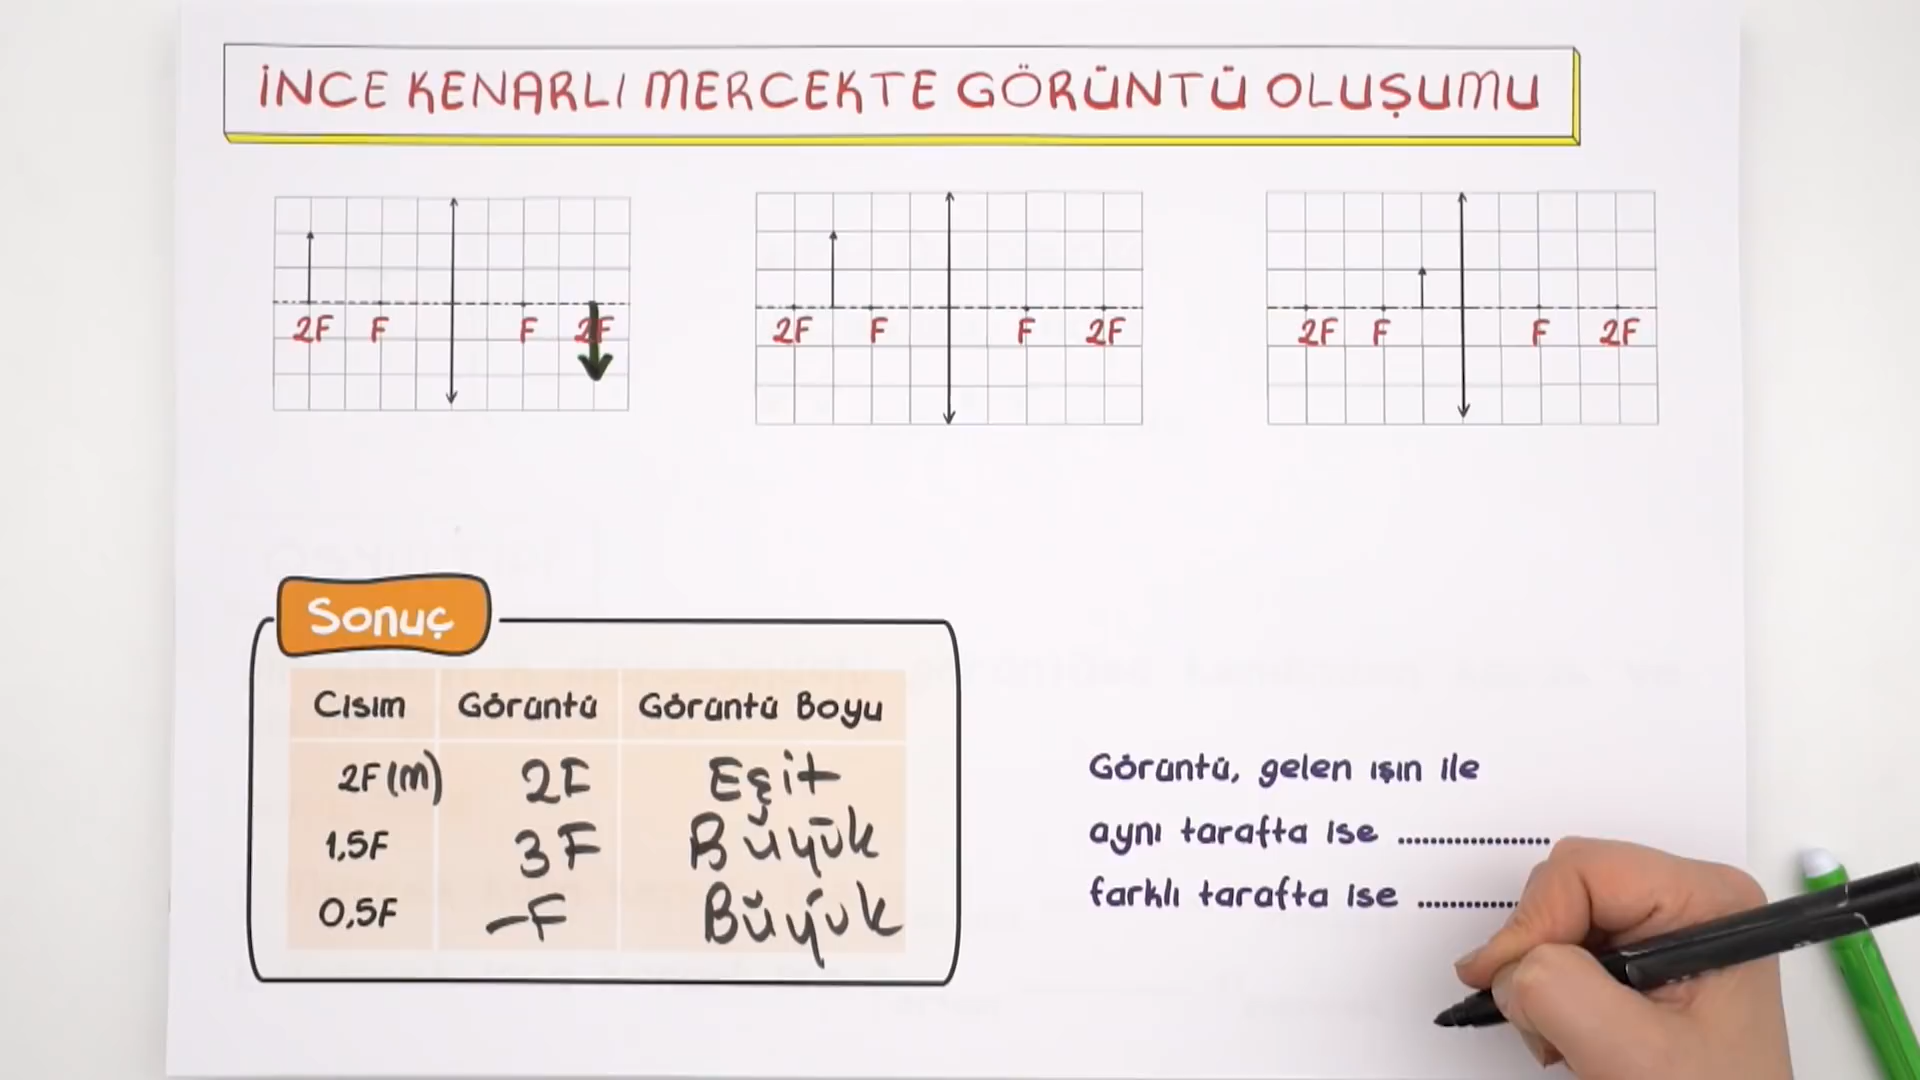 İNCE KENARLI MERCEKTE GÖRÜNTÜ OLUŞUMU
2F F F 2F
2F F F 2F
2F F F 2F
Sonuç
Cisim Görüntü Görüntü Boyu
2F(m) 2F Eşit
1,5F 3F Büyük
0,5F -F Büyük
Görüntü, gelen ışın ile
aynı tarafta ise ....................
farklı tarafta ise .............